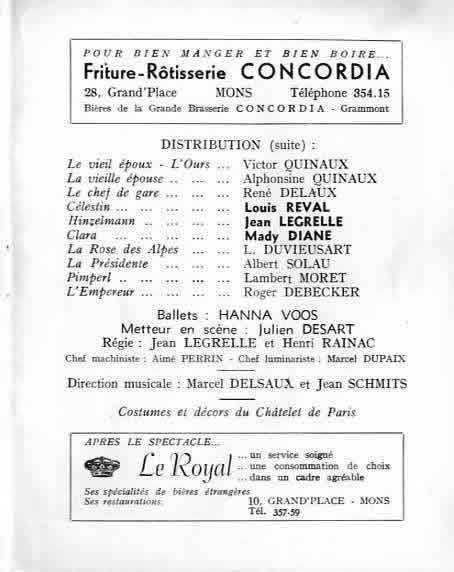 POUR BIEN MANGER ET BIEN BOIRE...
Friture-Rôtisserie CONCORDIA
28, Grand'Place MONS Téléphone 354.15
Bières de la Grande Brasserie CONCORDIA - Grammont
DISTRIBUTION (suite) :
Le vieil époux - L'Ours ... Victor QUINAUX
La vieille épouse .. ... ... Alphonsine QUINAUX
Le chef de gare ... ... ... René DELAUX
Célestin ... ... ... ... ... Louis REVAL
Hinzelmann .. ... ... ... Jean LEGRELLE
Clara ... ... ... ... ... Mady DIANE
La Rose des Alpes ... ... L. DUVIEUSART
La Présidente ... ... ... Albert SOLAU
Pimperl .. ... ... ... ... Lambert MORET
L'Empereur ... ... ... ... Roger DEBECKER
Ballets : HANNA VOOS
Metteur en scène : Julien DESART
Régie : Jean LEGRELLE et Henri RAINAC
Chef machiniste : Aimé PERRIN - Chef luminariste : Marcel DUPAIX
Direction musicale : Marcel DELSAUX et Jean SCHMITS
Costumes et décors du Châtelet de Paris
APRES LE SPECTACLE...
Le Royal
...un service soigné
.. une consommation de choix
...dans un cadre agréable
Ses spécialités de bières étrangères
Ses restaurations.
10, GRAND'PLACE - MONS
Tél. 357-59